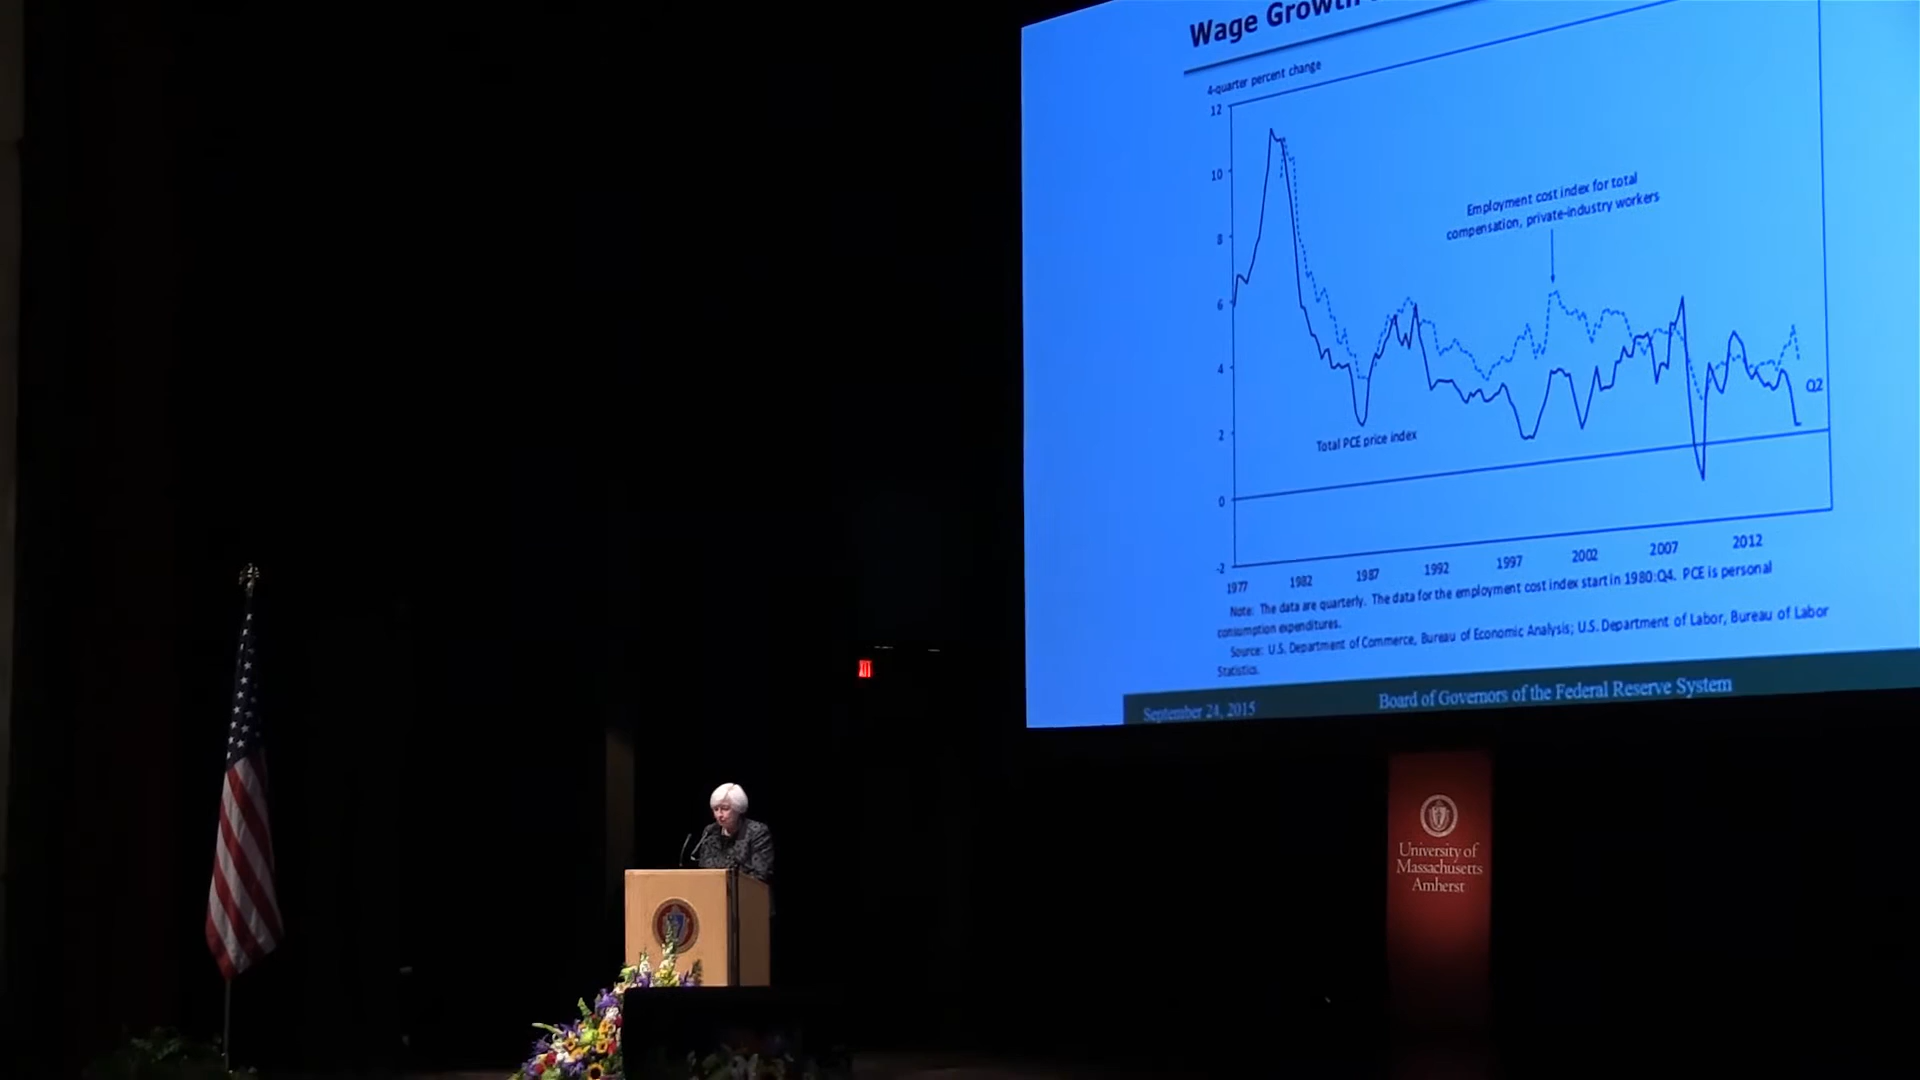 Wage Growth
4-quarter percent change
12
10
8
6
4
2
0
-2
Employment cost index for total
compensation, private-industry workers
Total PCE price index
Q2
1977 1982 1987 1992 1997 2002 2007 2012
Note: The data are quarterly. The data for the employment cost index start in 1980:Q4. PCE is personal
consumption expenditures.
Source: U.S. Department of Commerce, Bureau of Economic Analysis; U.S. Department of Labor, Bureau of Labor
Statistics.
September 24, 2015 Board of Governors of the Federal Reserve System
EXIT
University of
Massachusetts
Amherst